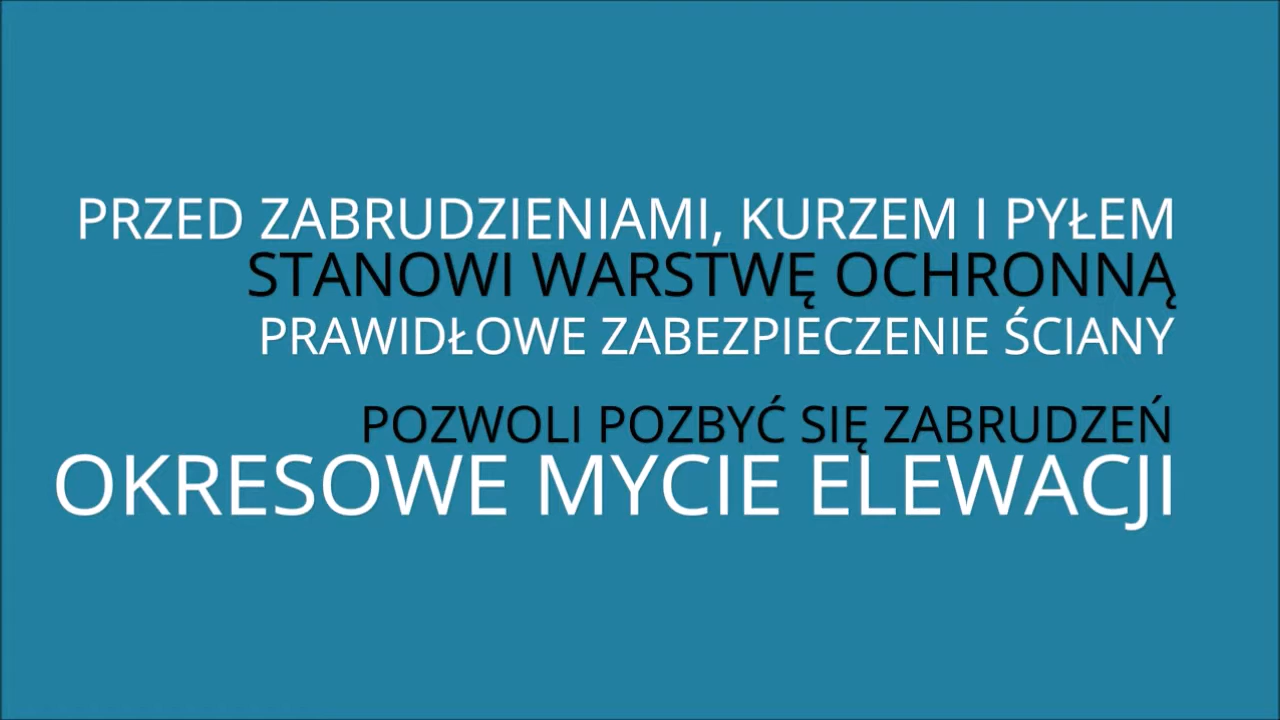 PRZED ZABRUDZIENIAMI, KURZEM I PYŁEM
STANOWI WARSTWĘ OCHRONNĄ
PRAWIDŁOWE ZABEZPIECZENIE ŚCIANY
POZWOLI POZBYĆ SIĘ ZABRUDZEŃ
OKRESOWE MYCIE ELEWACJI